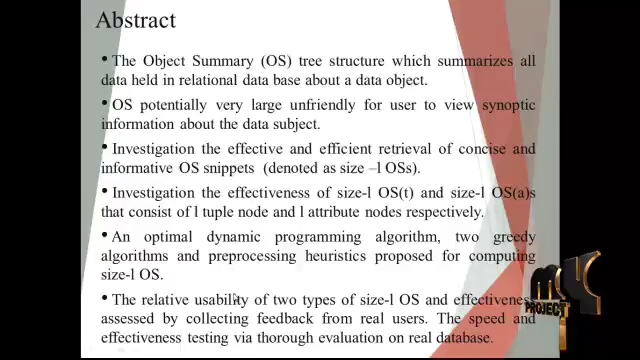 Abstract
• The Object Summary (OS) tree structure which summarizes all
data held in relational data base about a data object.
• OS potentially very large unfriendly for user to view synoptic
information about the data subject.
• Investigation the effective and efficient retrieval of concise and
informative OS snippets (denoted as size –l OSs).
• Investigation the effectiveness of size-l OS(t) and size-l OS(a)s
that consist of l tuple node and l attribute nodes respectively.
• An optimal dynamic programming algorithm, two greedy
algorithms and preprocessing heuristics proposed for computing
size-l OS.
• The relative usability of two types of size-l OS and effectiveness
assessed by collecting feedback from real users. The speed and
effectiveness testing via thorough evaluation on real database.
PROJECT